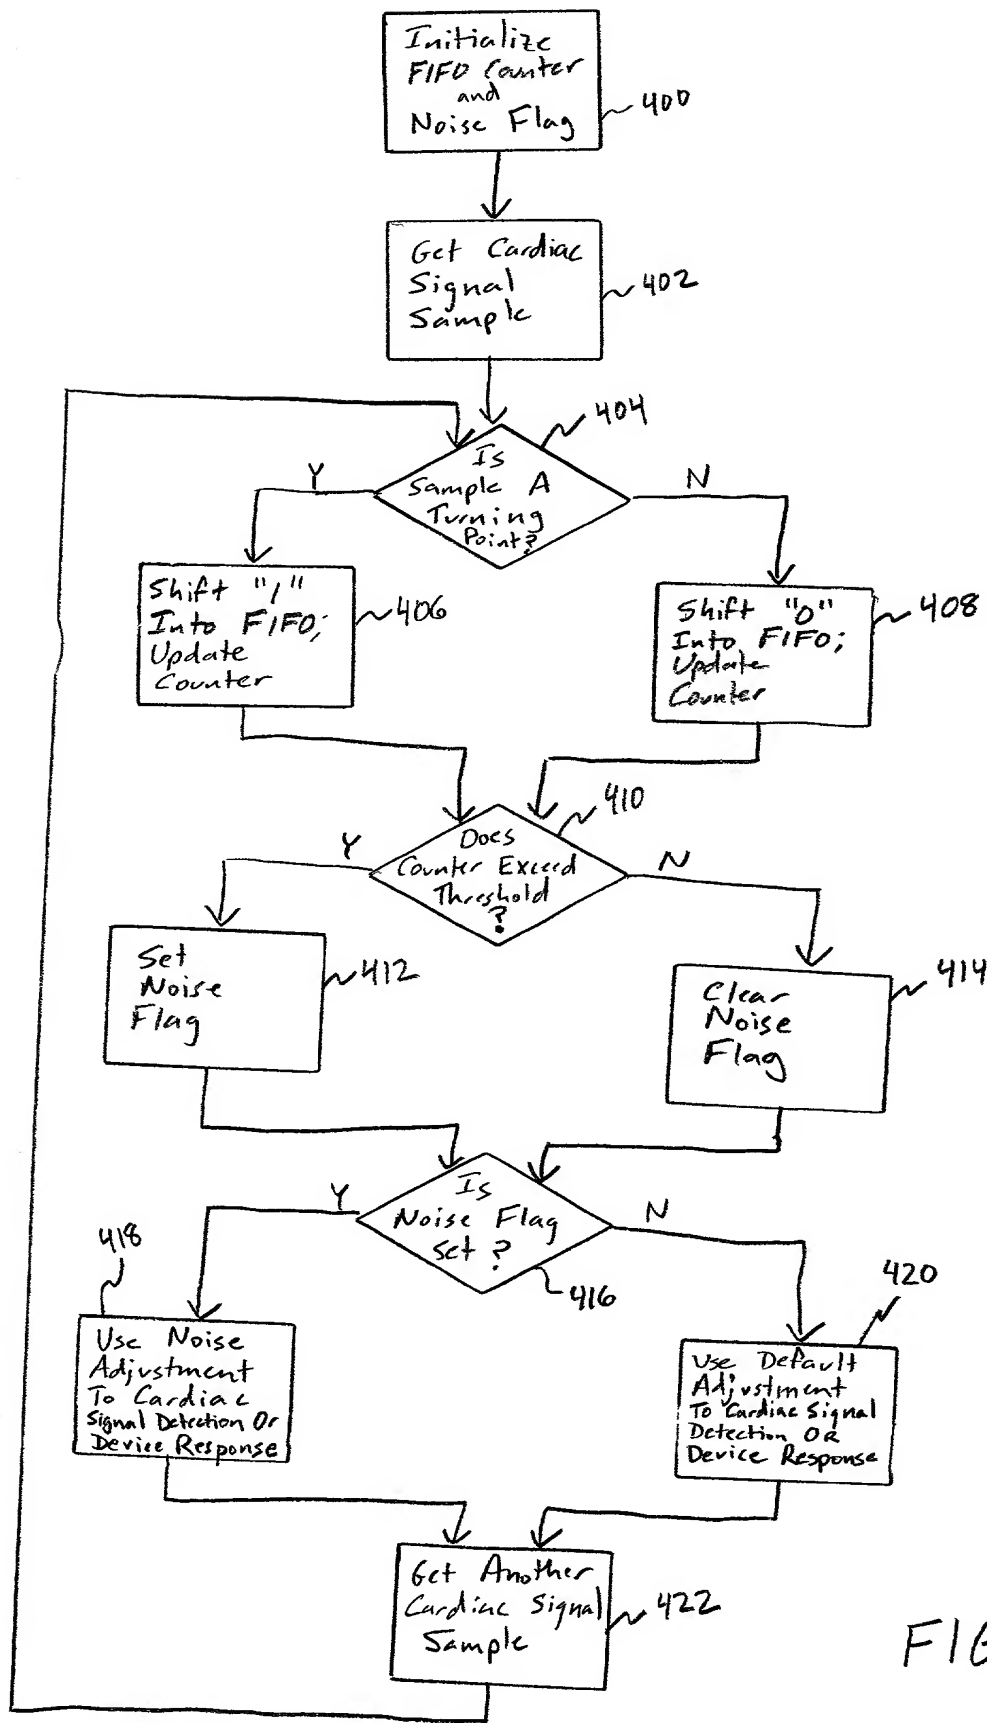 Initialize
FIFO Counter
and
Noise Flag
400
Get Cardiac
Signal
Sample
402
404
Is
Sample A
Turning
Point?
Y
N
Shift "1"
Into FIFO;
Update
Counter
406
Shift "0"
Into FIFO;
Update
Counter
408
410
Does
Counter Exceed
Threshold
?
Y
N
Set
Noise
Flag
412
Clear
Noise
Flag
414
Is
Noise Flag
Set?
Y
N
416
418
Use Noise
Adjustment
To Cardiac
Signal Detection Or
Device Response
420
Use Default
Adjustment
To Cardiac Signal
Detection OR
Device Response
Get Another
Cardiac Signal
Sample
422